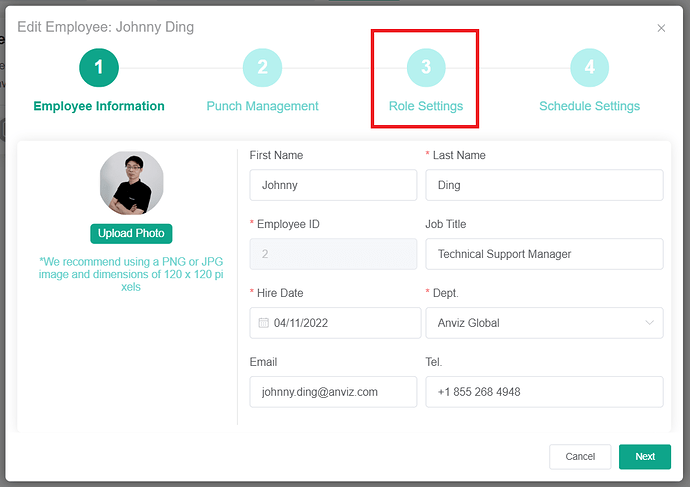 Edit Employee: Johnny Ding
1
2
3
4
Employee Information
Punch Management
Role Settings
Schedule Settings
Upload Photo
*We recommend using a PNG or JPG
image and dimensions of 120 x 120 pi
xels
First Name
* Last Name
Johnny
Ding
* Employee ID
Job Title
2
Technical Support Manager
* Hire Date
* Dept.
04/11/2022
Anviz Global
Email
Tel.
johnny.ding@anviz.com
+1 855 268 4948
Cancel
Next